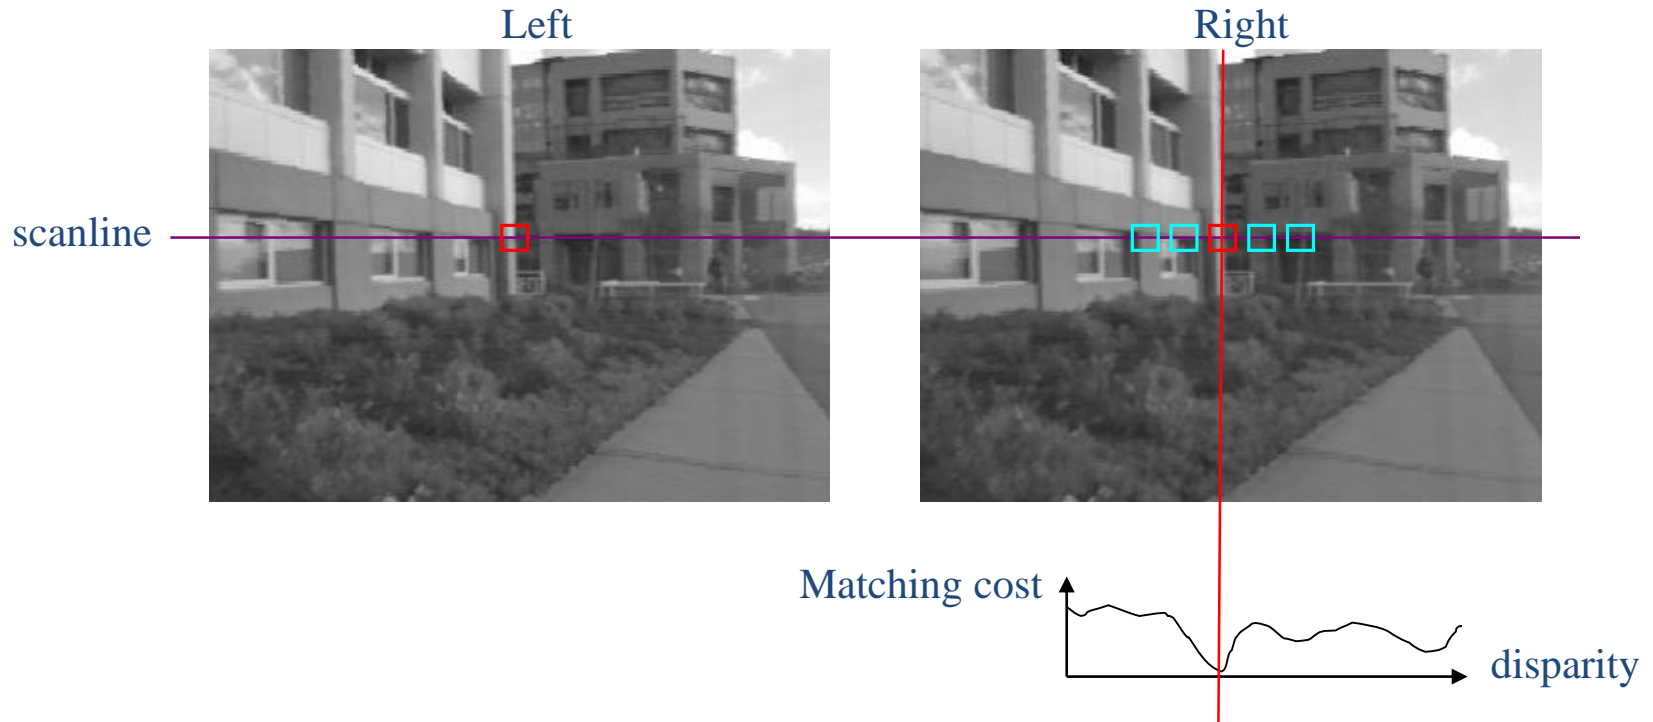 Left
Right
scanline
Matching cost
disparity